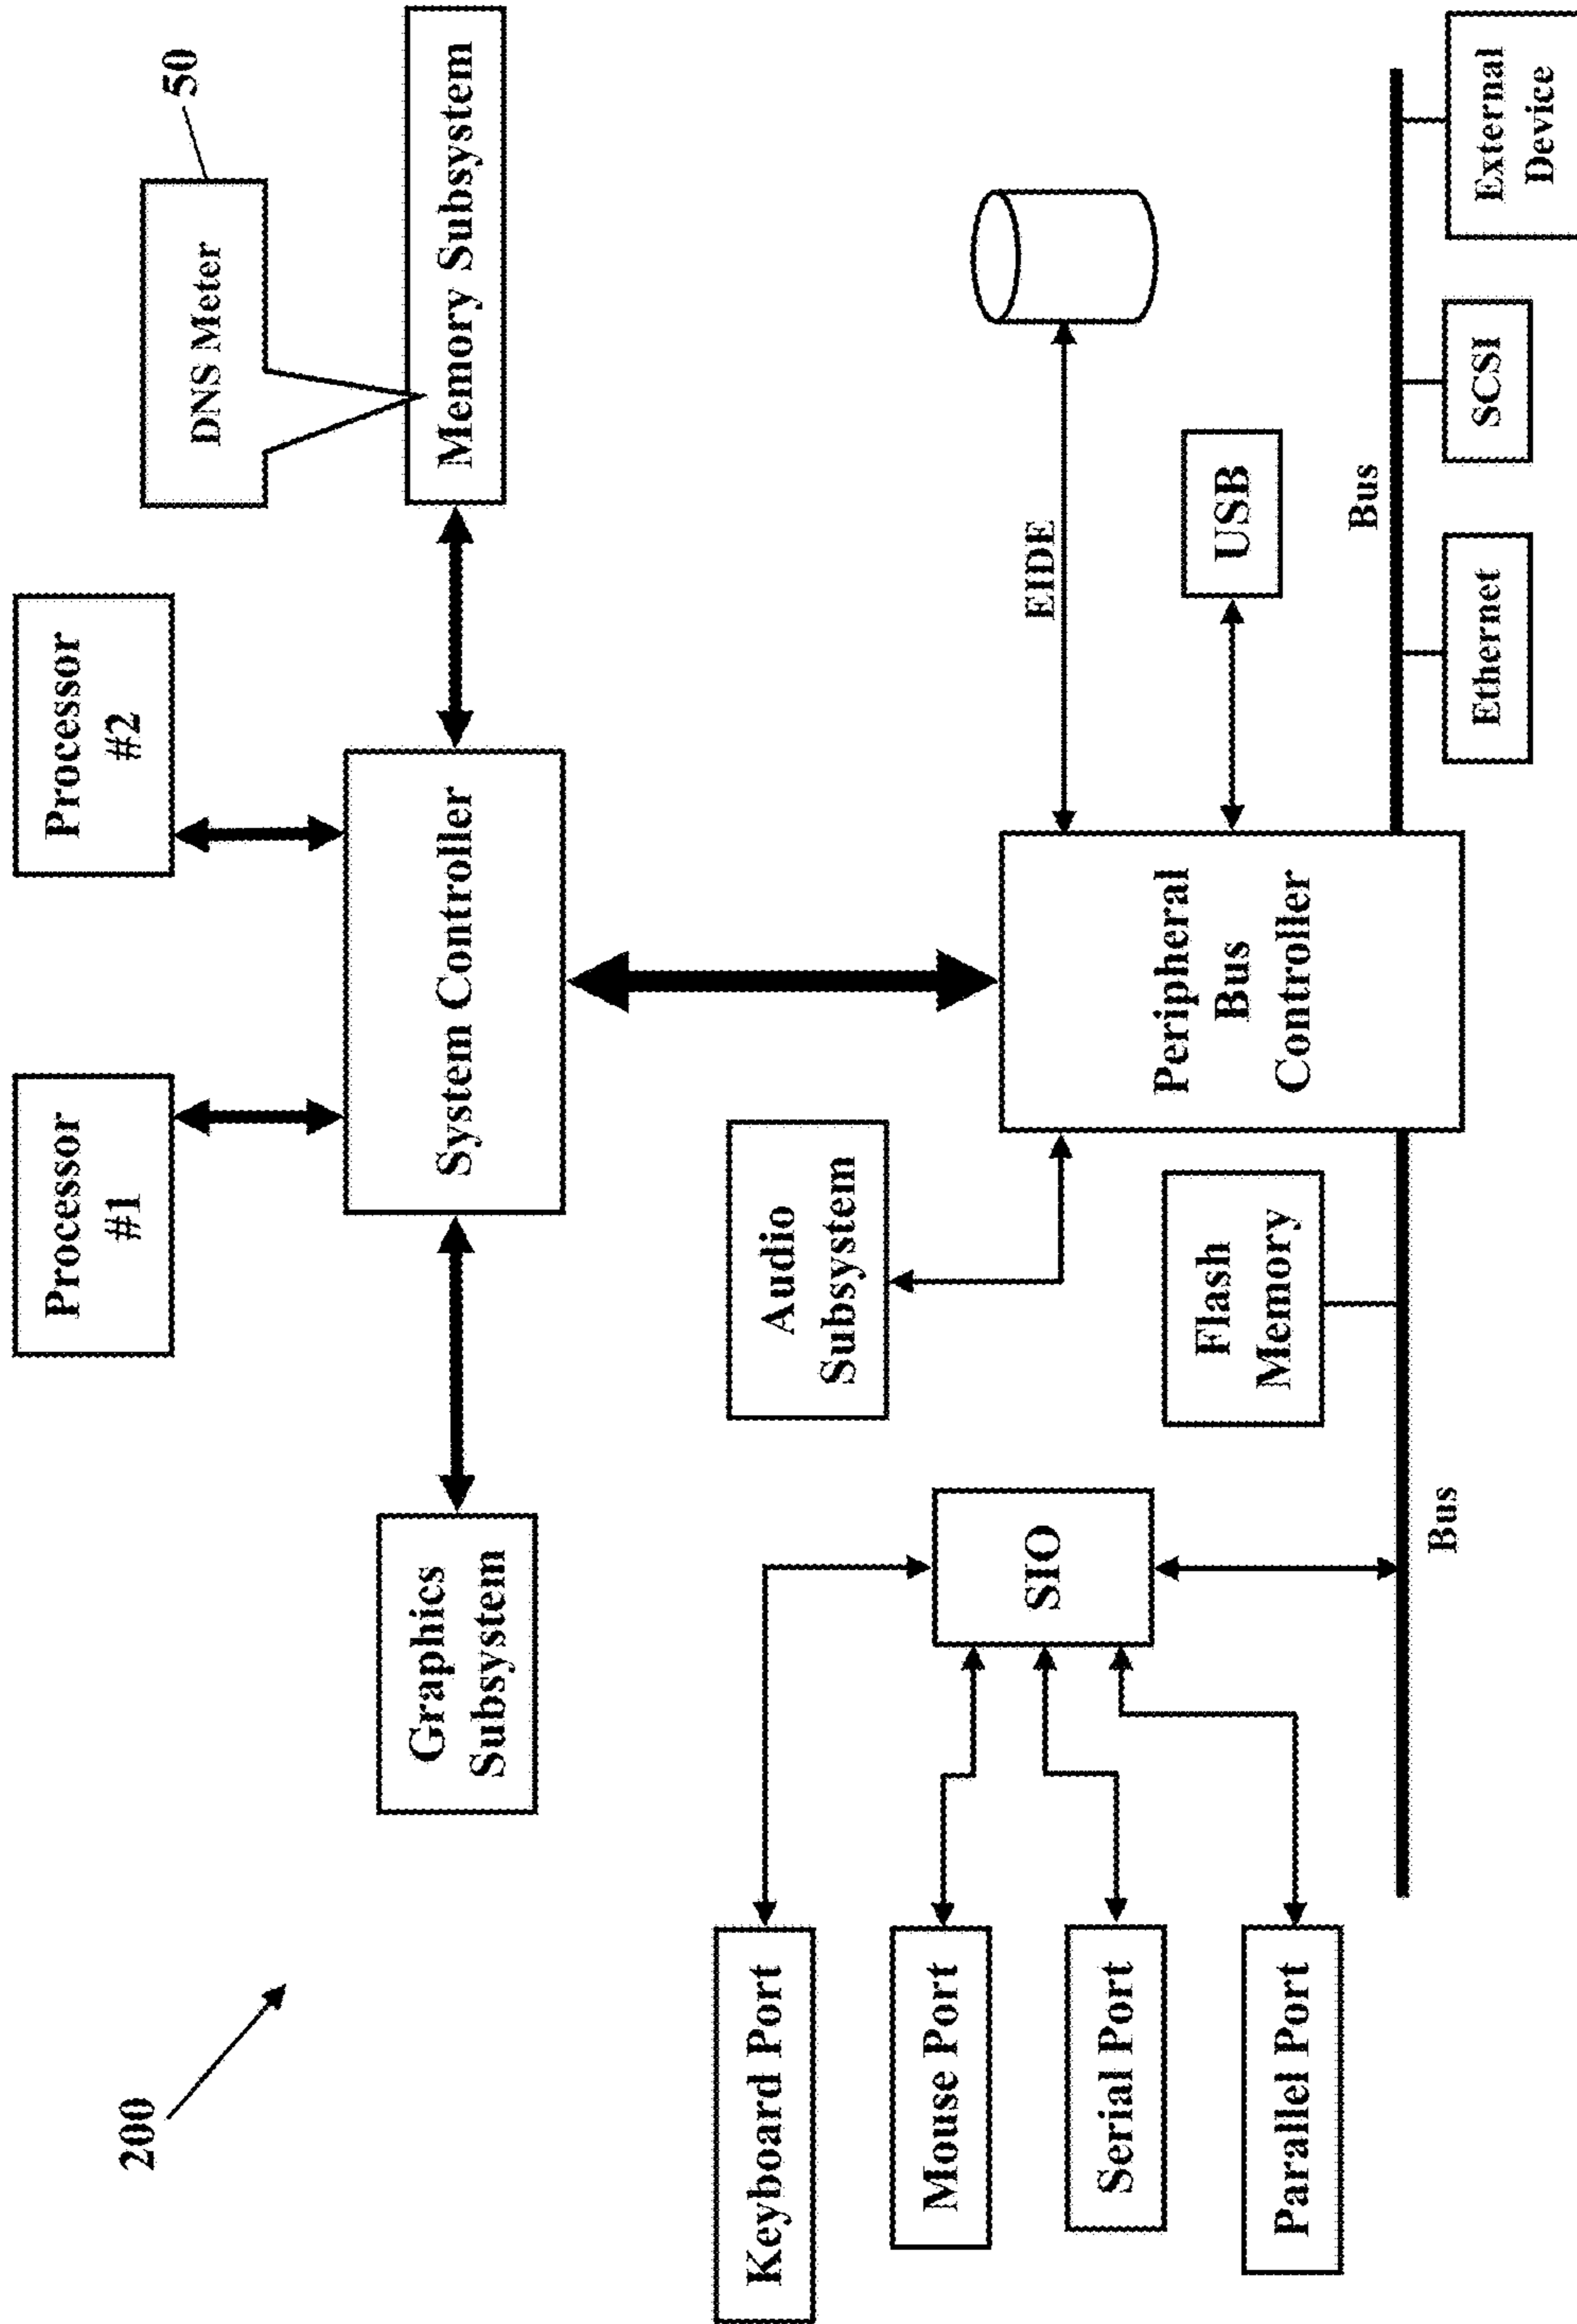 200
50
DNS Meter
Processor
#1
Processor
#2
Graphics
Subsystem
System Controller
Memory Subsystem
Keyboard Port
Mouse Port
Serial Port
Parallel Port
SIO
Audio
Subsystem
Flash
Memory
Peripheral
Bus
Controller
EIDE
USB
Bus
Bus
Ethernet
SCSI
External
Device